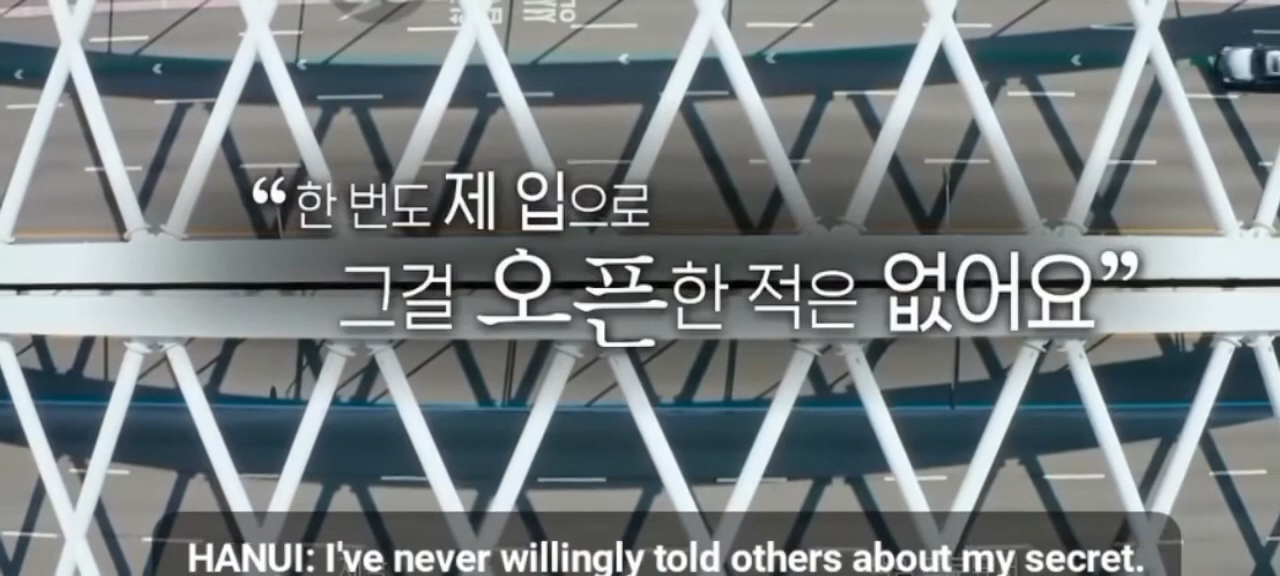 “한 번도 제 입으로
그걸 오픈한 적은 없어요”
HANUI: I've never willingly told others about my secret.